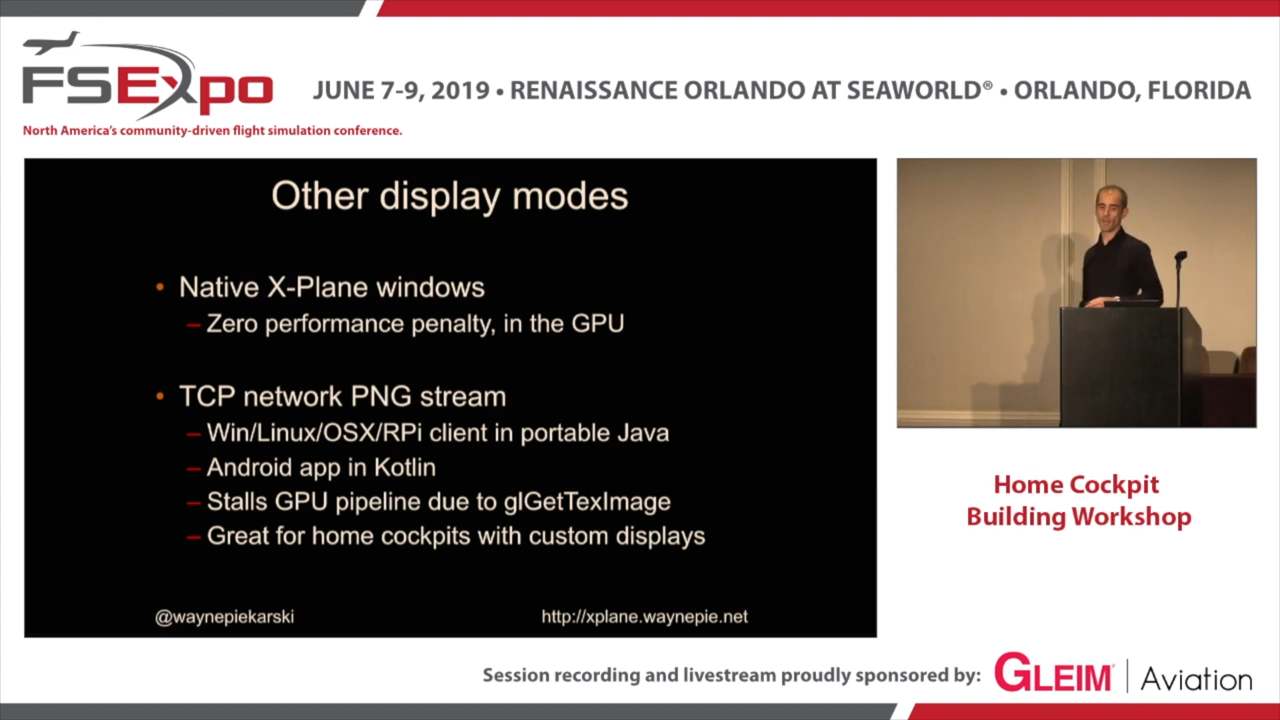 FSExpo
JUNE 7-9, 2019 • RENAISSANCE ORLANDO AT SEAWORLD® • ORLANDO, FLORIDA
North America's community-driven flight simulation conference.
Other display modes
• Native X-Plane windows
– Zero performance penalty, in the GPU
• TCP network PNG stream
– Win/Linux/OSX/RPi client in portable Java
– Android app in Kotlin
– Stalls GPU pipeline due to glGetTexImage
– Great for home cockpits with custom displays
@waynepiekarski
http://xplane.waynepie.net
Home Cockpit
Building Workshop
Session recording and livestream proudly sponsored by:
GLEIM® | Aviation